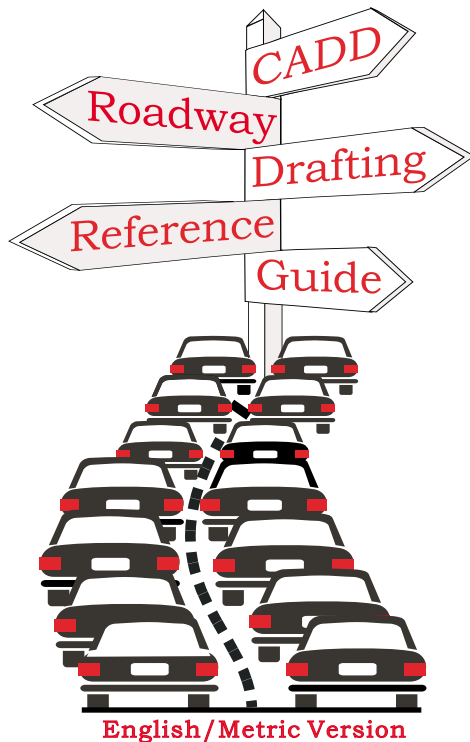 CADD
Roadway
Drafting
Reference
Guide
English/Metric Version